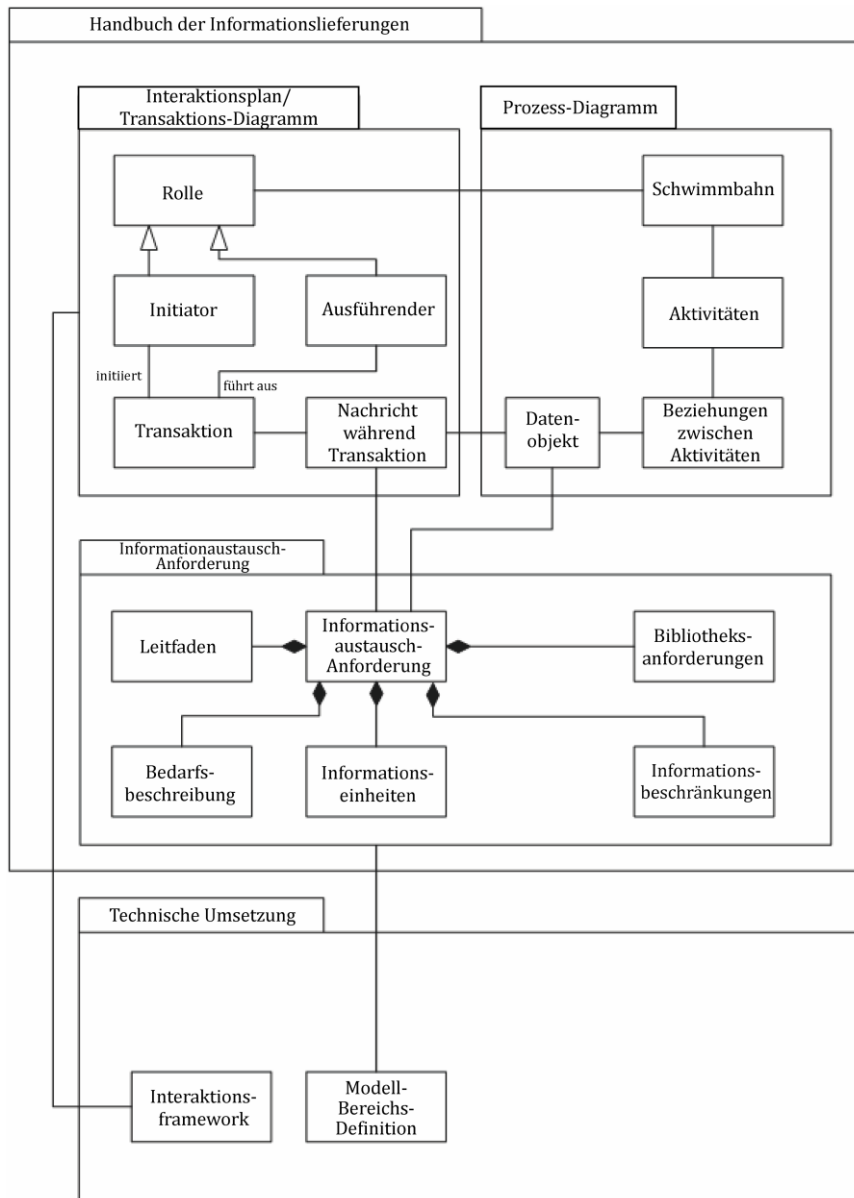 Handbuch der Informationslieferungen
Interaktionsplan/
Transaktions-Diagramm
Prozess-Diagramm
Rolle
Schwimmbahn
Initiator
Ausführender
Aktivitäten
initiiert
führt aus
Transaktion
Nachricht
während
Transaktion
Daten-
objekt
Beziehungen
zwischen
Aktivitäten
Informationaustausch-
Anforderung
Leitfaden
Informations-
austausch-
Anforderung
Bibliotheks-
anforderungen
Bedarfs-
beschreibung
Informations-
einheiten
Informations-
beschränkungen
Technische Umsetzung
Interaktions-
framework
Modell-
Bereichs-
Definition